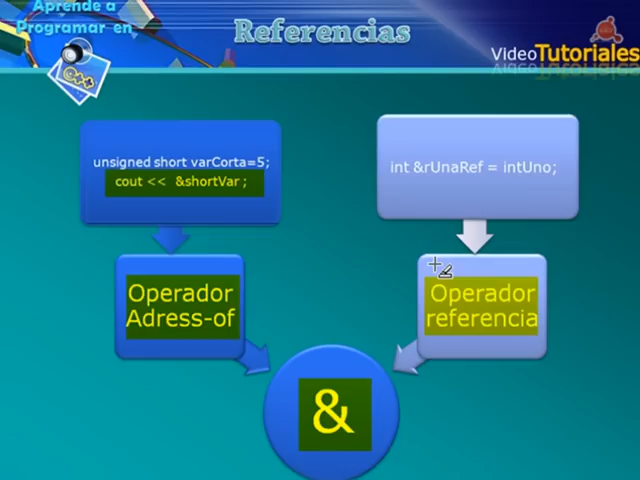 Aprende a
Programar en
C++
Referencias
VideoTutoriales
unsigned short varCorta=5;
cout << &shortVar ;
int &rUnaRef = intUno;
Operador
Adress-of
Operador
referencia
&